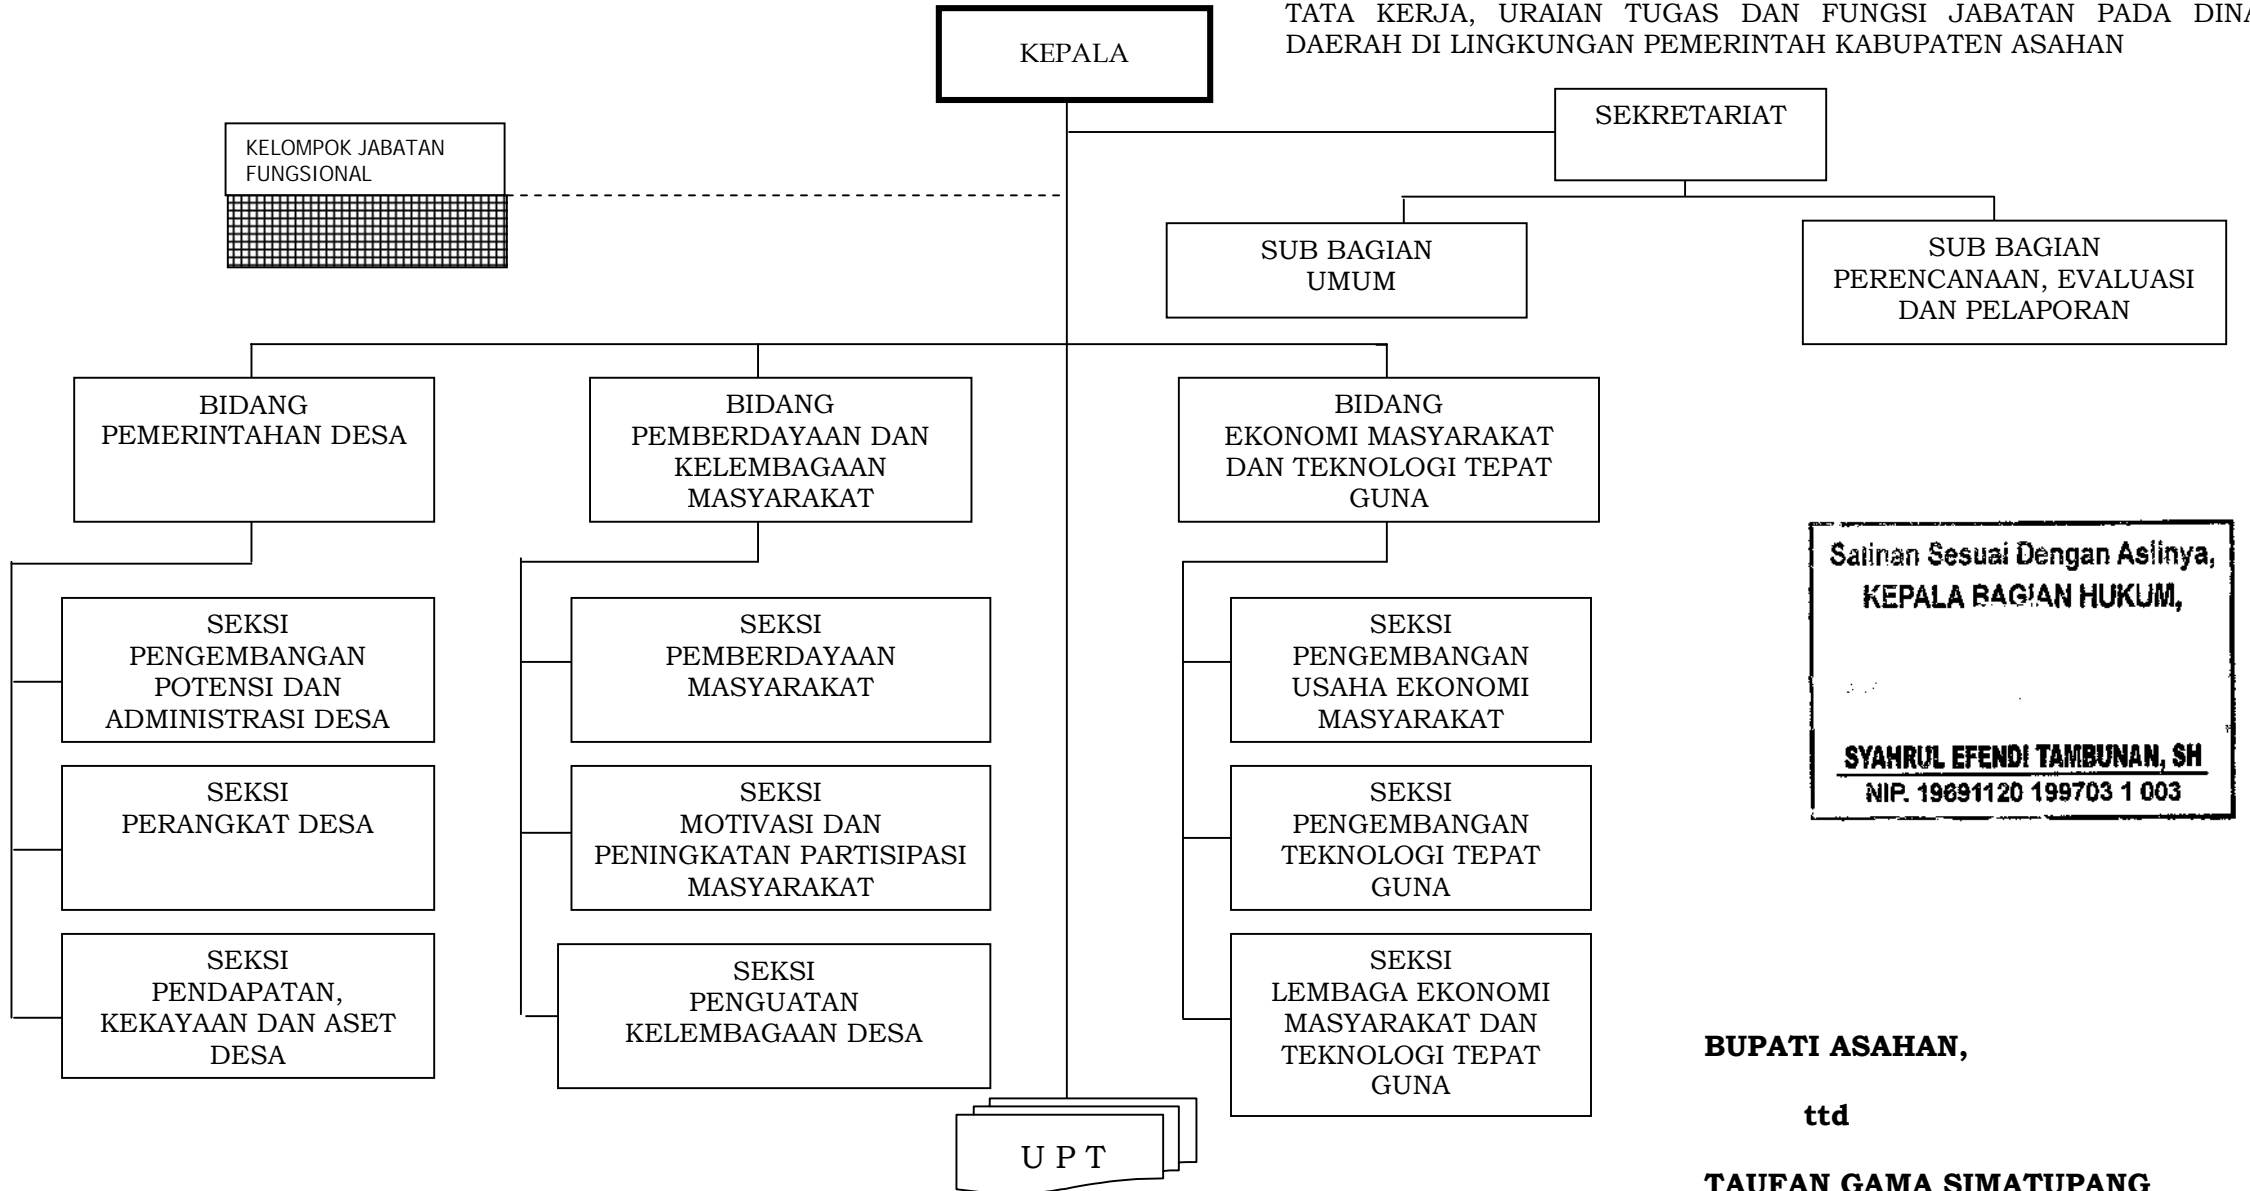 TATA KERJA, URAIAN TUGAS DAN FUNGSI JABATAN PADA DINA
DAERAH DI LINGKUNGAN PEMERINTAH KABUPATEN ASAHAN
KEPALA
SEKRETARIAT
KELOMPOK JABATAN
FUNGSIONAL
SUB BAGIAN
UMUM
SUB BAGIAN
PERENCANAAN, EVALUASI
DAN PELAPORAN
BIDANG
PEMERINTAHAN DESA
BIDANG
PEMBERDAYAAN DAN
KELEMBAGAAN
MASYARAKAT
BIDANG
EKONOMI MASYARAKAT
DAN TEKNOLOGI TEPAT
GUNA
SEKSI
PENGEMBANGAN
POTENSI DAN
ADMINISTRASI DESA
SEKSI
PEMBERDAYAAN
MASYARAKAT
SEKSI
PENGEMBANGAN
USAHA EKONOMI
MASYARAKAT
SEKSI
PERANGKAT DESA
SEKSI
MOTIVASI DAN
PENINGKATAN PARTISIPASI
MASYARAKAT
SEKSI
PENGEMBANGAN
TEKNOLOGI TEPAT
GUNA
SEKSI
PENDAPATAN,
KEKAYAAN DAN ASET
DESA
SEKSI
PENGUATAN
KELEMBAGAAN DESA
SEKSI
LEMBAGA EKONOMI
MASYARAKAT DAN
TEKNOLOGI TEPAT
GUNA
U P T
Salinan Sesuai Dengan Aslinya,
KEPALA BAGIAN HUKUM,
SYAHRUL EFENDI TAMBUNAN, SH
NIP. 19691120 199703 1 003
BUPATI ASAHAN,
ttd
TAUFAN GAMA SIMATUPANG